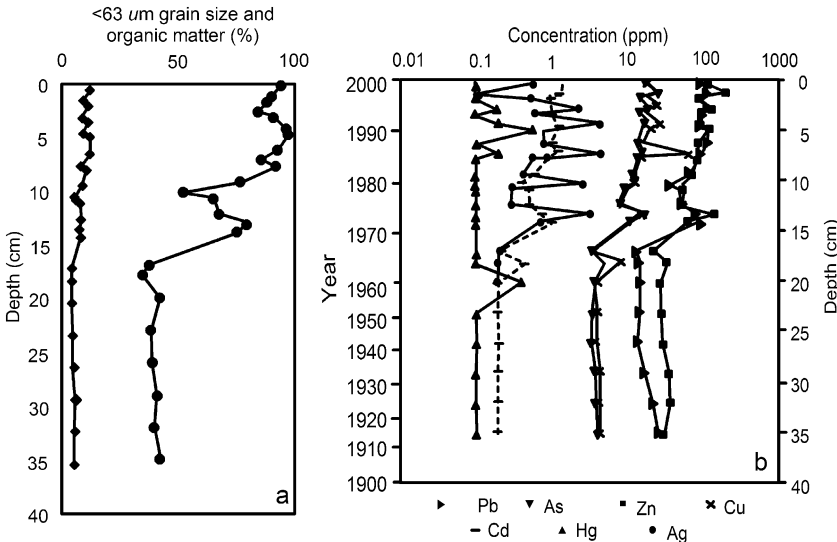 <63 um grain size and
organic matter (%)
0 50 100
0
5
10
15
20
25
30
35
40
Depth (cm)
a
Concentration (ppm)
0.01 0.1 1 10 100 1000
2000
1990
1980
1970
1960
1950
1940
1930
1920
1910
1900
Year
0
5
10
15
20
25
30
35
40
Depth (cm)
b
Pb As Zn Cu
Cd Hg Ag